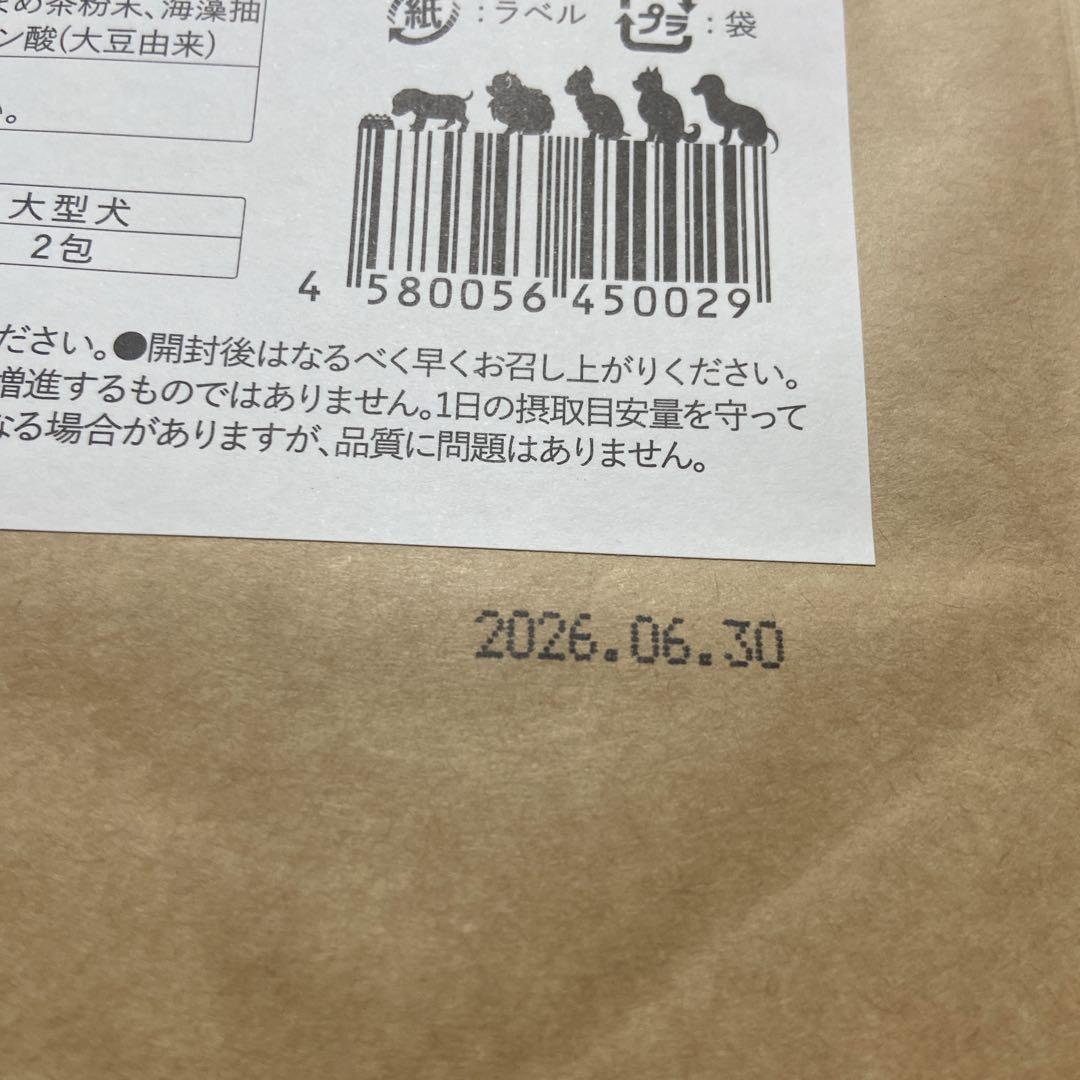 め茶粉末、海藻抽
ン酸(大豆由来)
紙:ラベル
プラ:袋
い。
大型犬
2包
4 580056 450029
ださい。●開封後はなるべく早くお召し上がりください。
増進するものではありません。1日の摂取目安量を守って
なる場合がありますが、品質に問題はありません。
2026.06.30